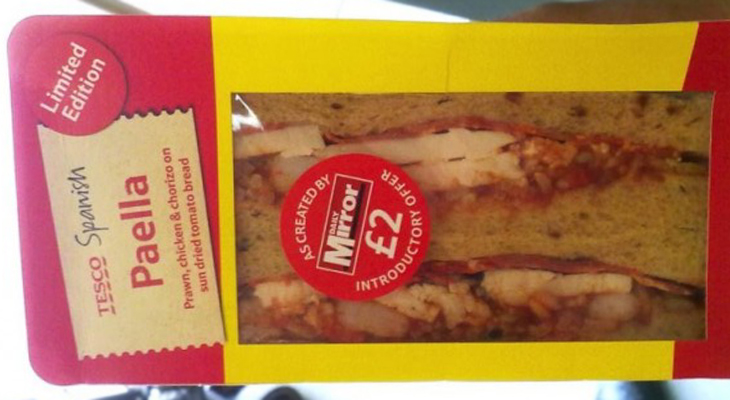 Limited
Edition
TESCO Spanish
Paella
Prawn, chicken & chorizo on
sun dried tomato bread
AS CREATED BY
DAILY
Mirror
£2
INTRODUCTORY OFFER